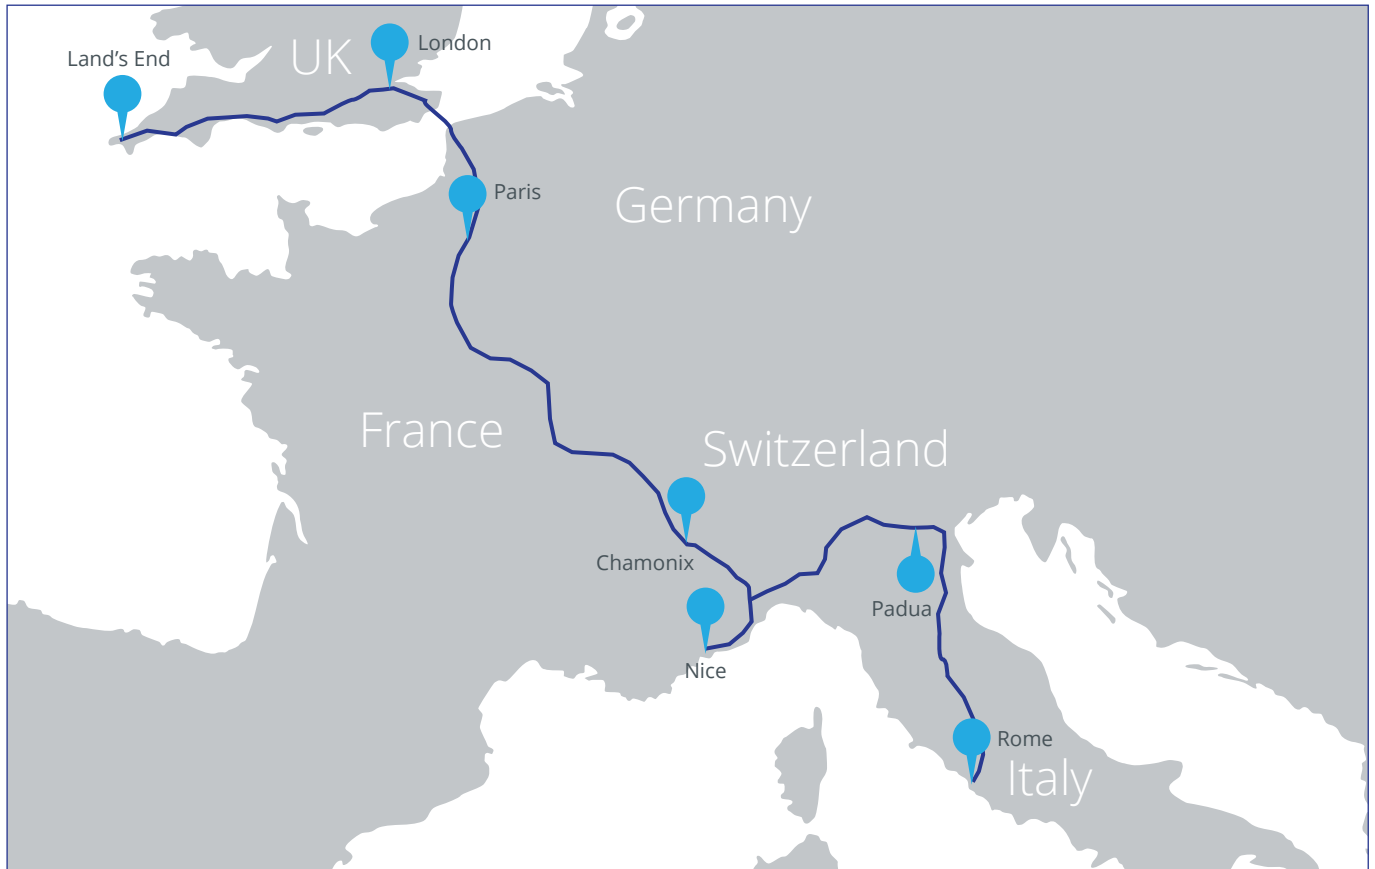 London
UK
Land's End
Paris
Germany
France
Switzerland
Chamonix
Padua
Nice
Rome
Italy